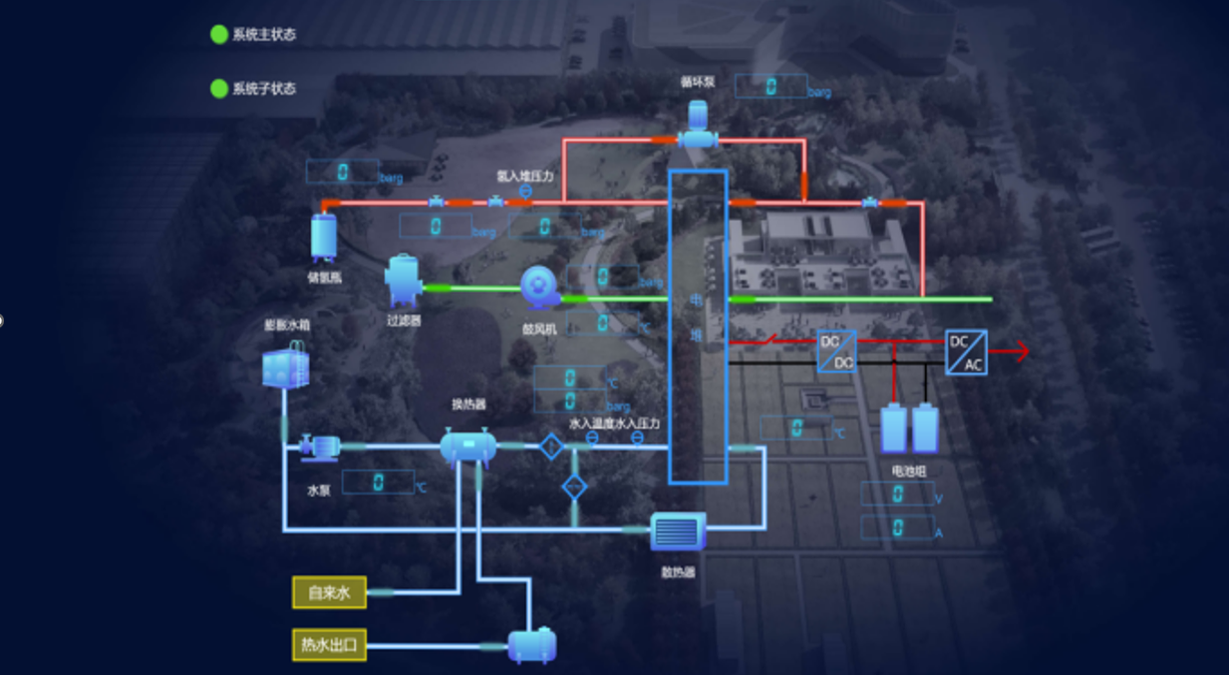 系统主状态
系统子状态
循环泵
0 barg
0 barg
氢入堆压力
0 barg
0 barg
储氢瓶
过滤器
鼓风机
0 barg
0 ℃
电
堆
膨胀水箱
DC
DC
DC
AC
换热器
0 ℃
0 barg
水入温度水入压力
0 ℃
水泵
0 ℃
电池组
0 V
0 A
散热器
自来水
热水出口